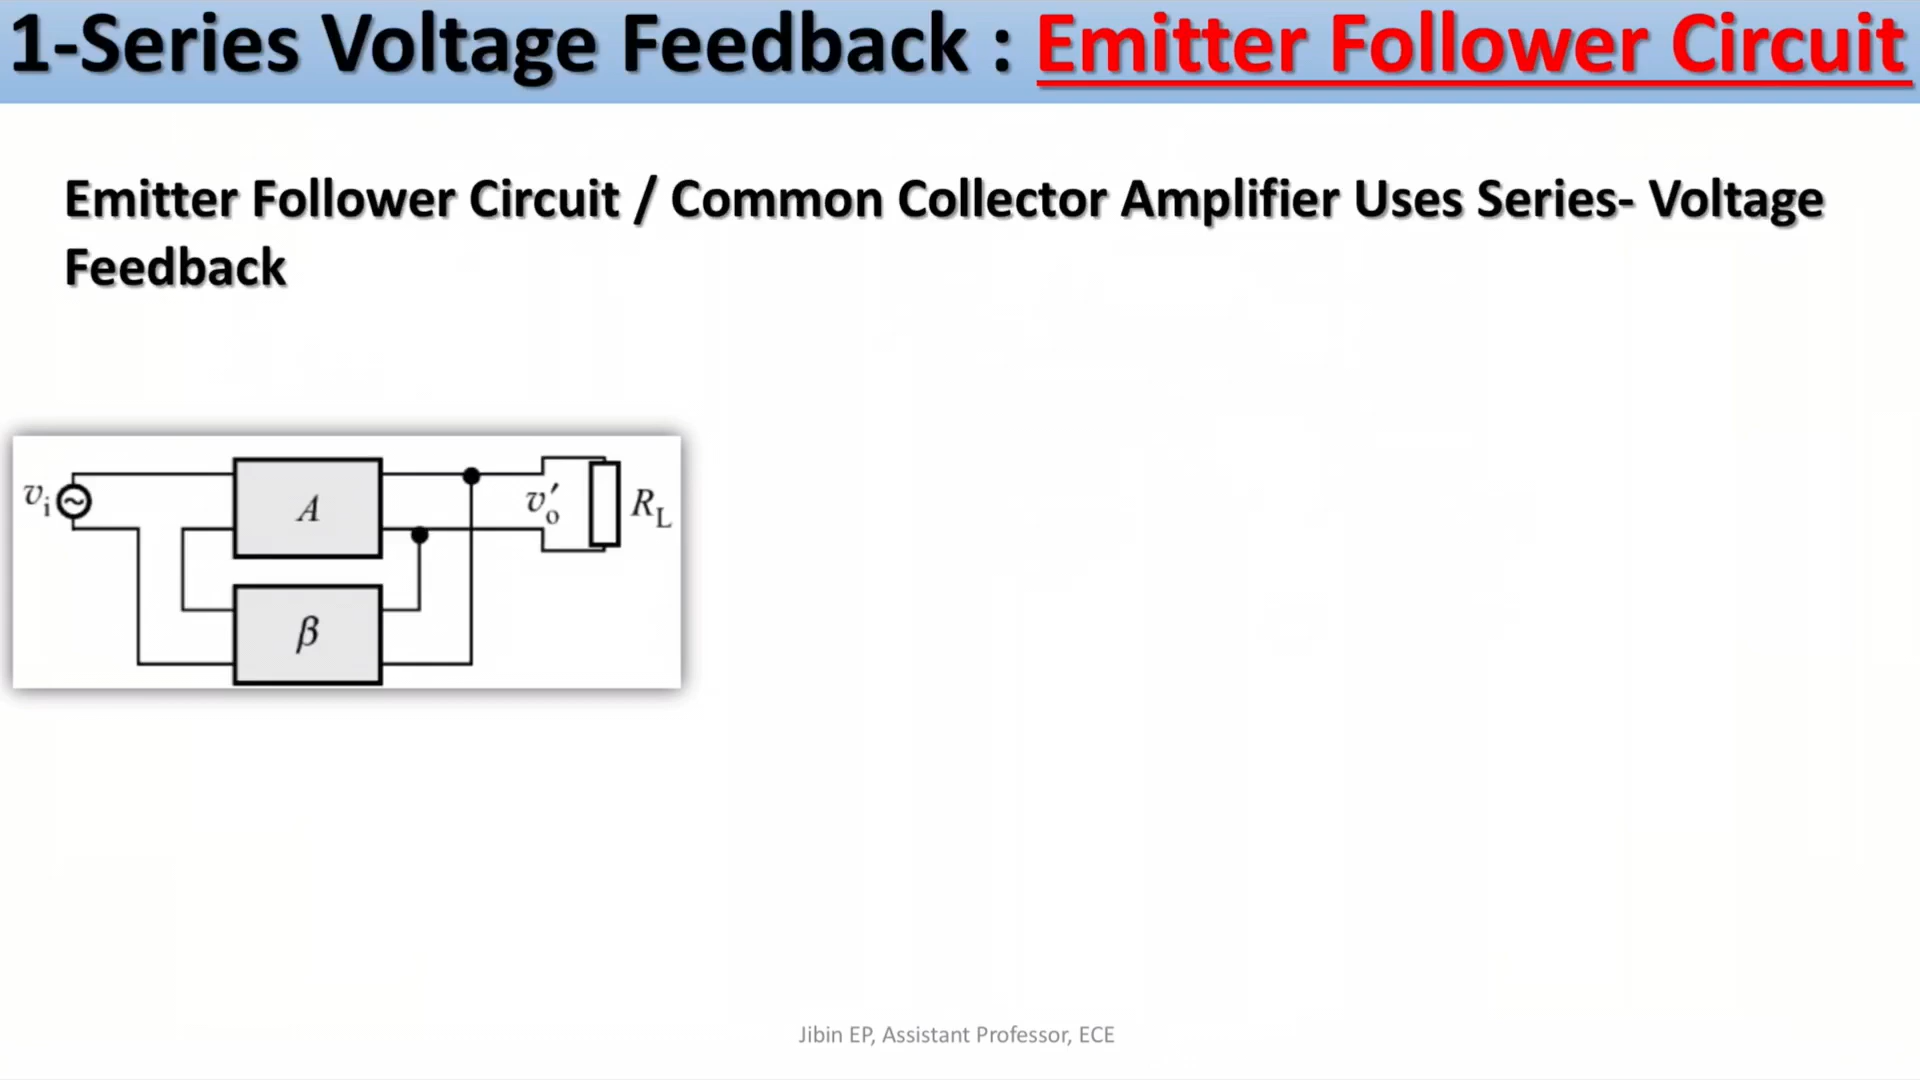 1-Series Voltage Feedback : Emitter Follower Circuit
Emitter Follower Circuit / Common Collector Amplifier Uses Series- Voltage
Feedback
vi
A
vo′
RL
β
Jibin EP, Assistant Professor, ECE